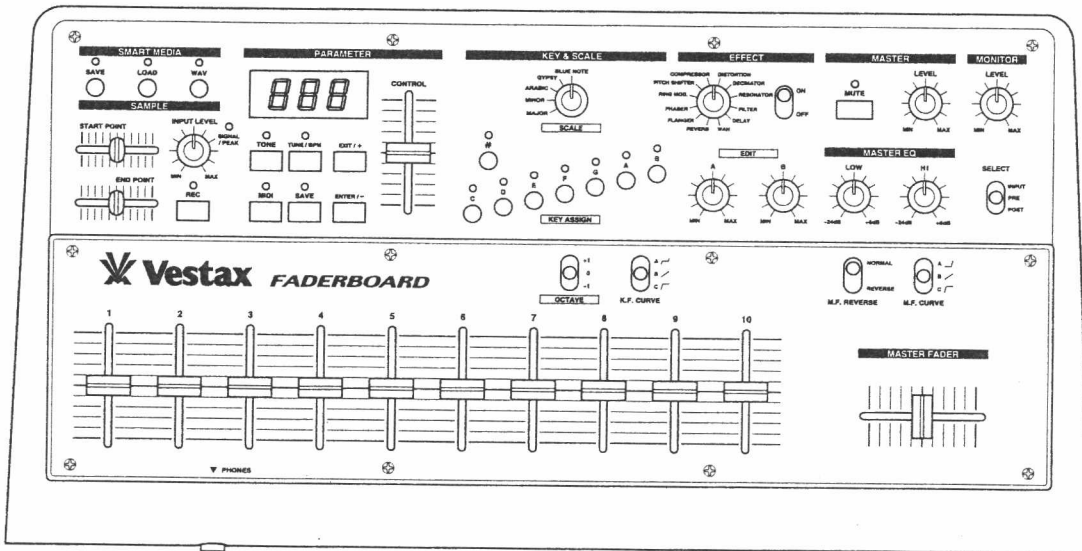 SMART MEDIA
SAVE LOAD WAV
SAMPLE
START POINT
INPUT LEVEL
SIGNAL
/ PEAK
MIN MAX
END POINT
REC
PARAMETER
888
CONTROL
TONE TUNE / BPM EXIT / +
MIDI SAVE ENTER / –
KEY & SCALE
BLUE NOTE
GYPSY
ARABIC
MINOR
MAJOR
SCALE
#
C D E F G A B
KEY ASSIGN
EFFECT
COMPRESSOR DISTORTION
PITCH SHIFTER DECIMATOR
RING MOD. RESONATOR
PHASER FILTER
FLANGER DELAY
REVERB WAH
ON
OFF
EDIT
A B
MIN MAX MIN MAX
MASTER
MUTE
LEVEL
MIN MAX
MONITOR
LEVEL
MIN MAX
MASTER EQ
LOW HI
-24dB +6dB -24dB +6dB
SELECT
INPUT
PRE
POST
Vestax FADERBOARD
+1
0
-1
OCTAVE
A
B
C
K.F. CURVE
NORMAL
REVERSE
M.F. REVERSE
A
B
C
M.F. CURVE
1 2 3 4 5 6 7 8 9 10
MASTER FADER
▼ PHONES